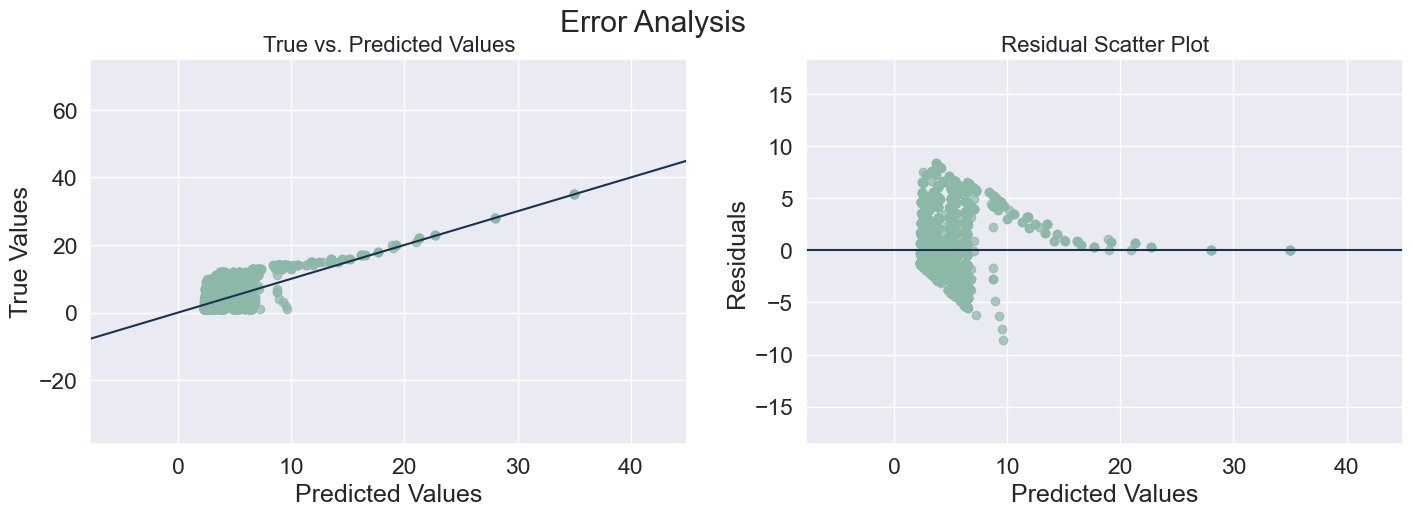 Error Analysis
True vs. Predicted Values
Residual Scatter Plot
True Values
60
40
20
0
−20
0 10 20 30 40
Predicted Values
Residuals
15
10
5
0
−5
−10
−15
0 10 20 30 40
Predicted Values